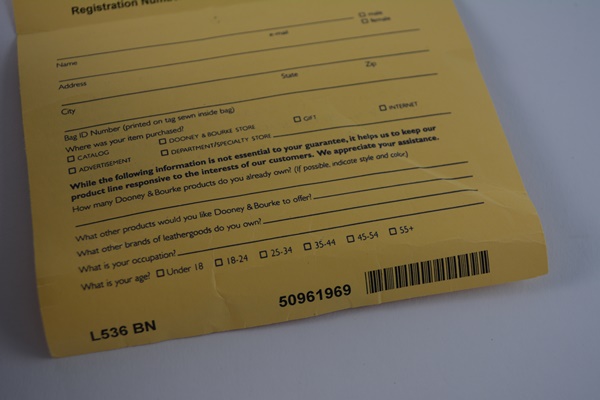 Registration Num
☐ male
e-mail ☐ female
Name
Address
State Zip
City
Bag ID Number (printed on tag sewn inside bag)
Where was your item purchased?
☐ CATALOG ☐ DOONEY & BOURKE STORE ☐ GIFT ☐ INTERNET
☐ ADVERTISEMENT ☐ DEPARTMENT/SPECIALTY STORE
While the following information is not essential to your guarantee, it helps us to keep our
product line responsive to the interests of our customers. We appreciate your assistance.
How many Dooney & Bourke products do you already own? (If possible, indicate style and color)
What other products would you like Dooney & Bourke to offer?
What other brands of leathergoods do you own?
What is your occupation?
What is your age? ☐ Under 18 ☐ 18-24 ☐ 25-34 ☐ 35-44 ☐ 45-54 ☐ 55+
L536 BN 50961969